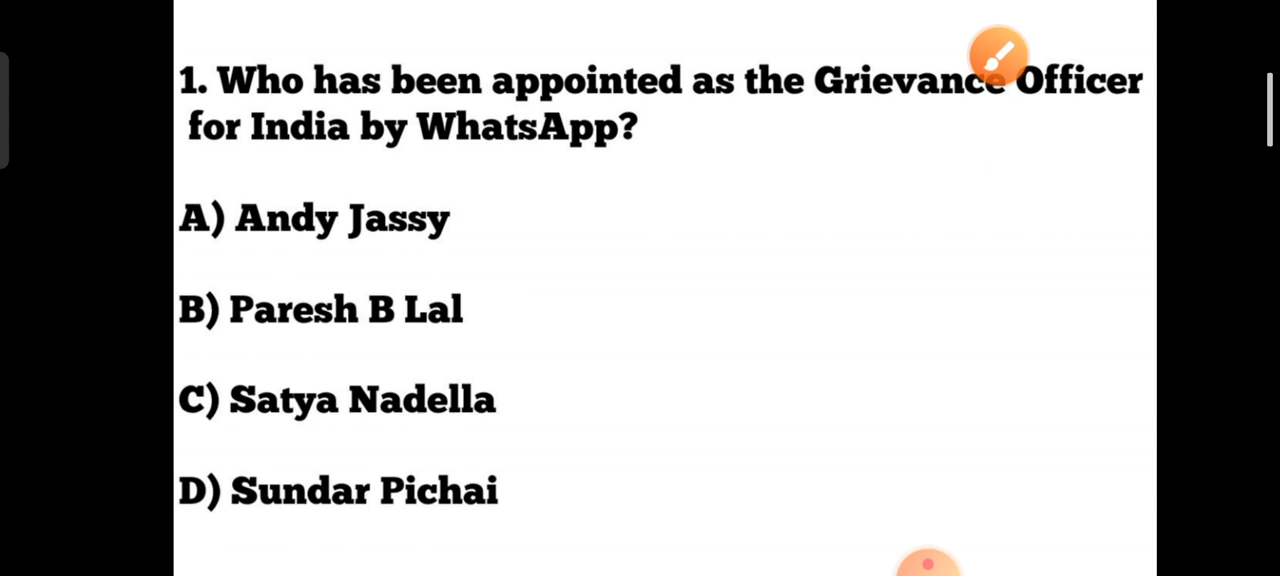 1. Who has been appointed as the Grievance Officer
for India by WhatsApp?
A) Andy Jassy
B) Paresh B Lal
C) Satya Nadella
D) Sundar Pichai